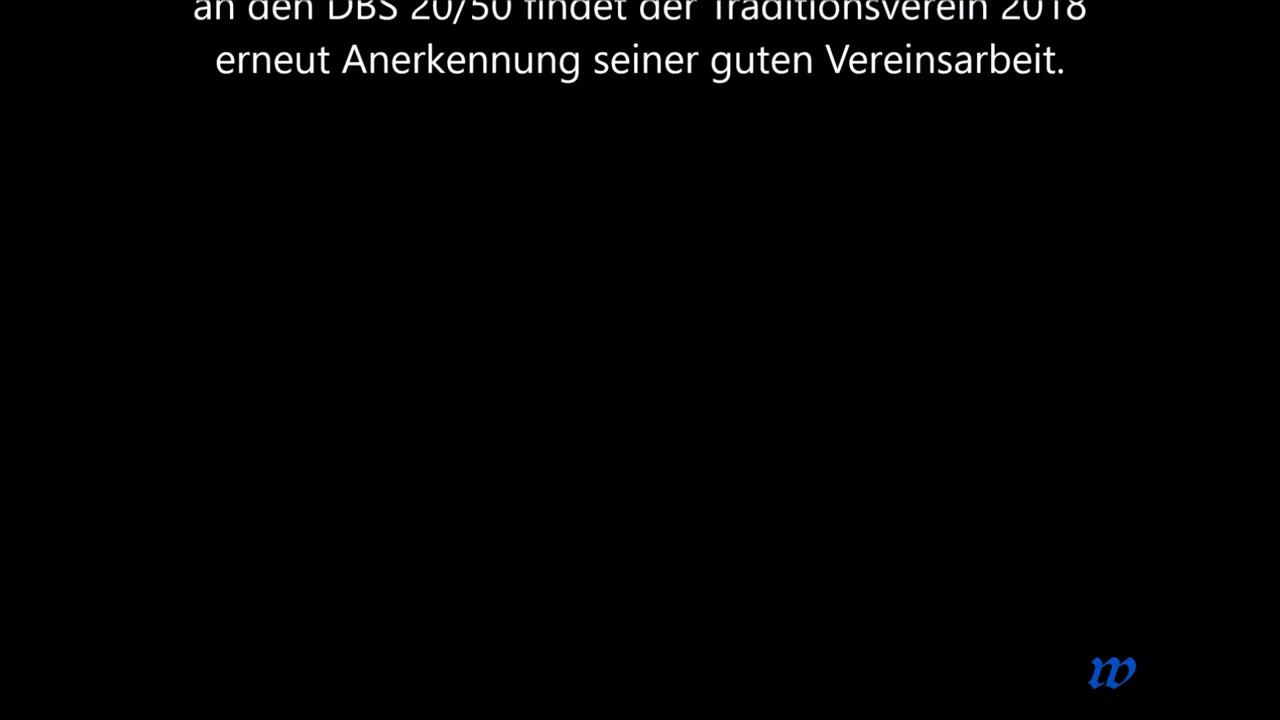 an den DBS 20/50 findet der Traditionsverein 2018
erneut Anerkennung seiner guten Vereinsarbeit.
w